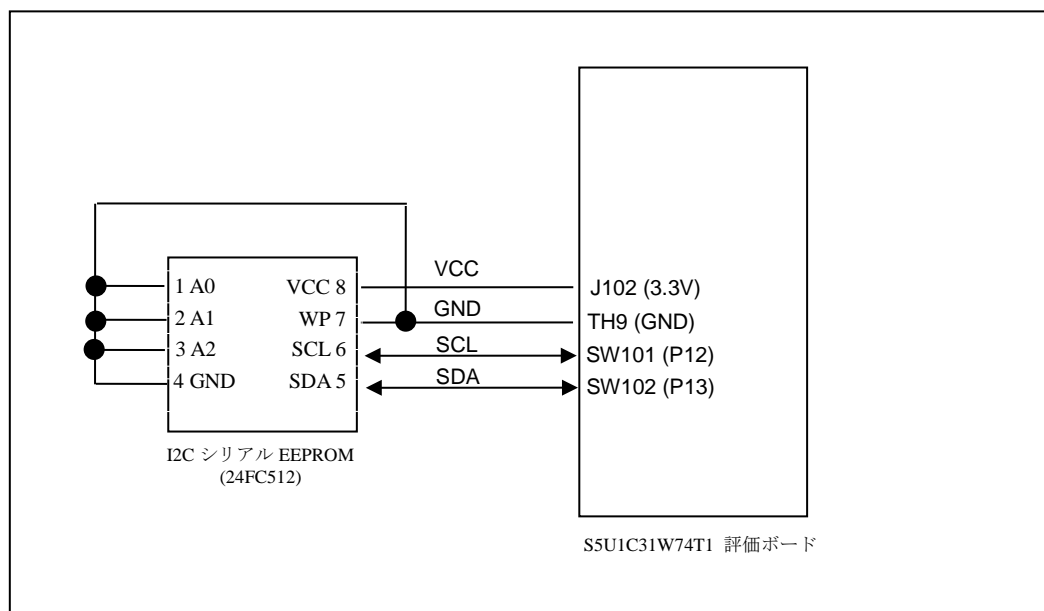 1 A0 VCC 8
2 A1 WP 7
3 A2 SCL 6
4 GND SDA 5
VCC
GND
SCL
SDA
J102 (3.3V)
TH9 (GND)
SW101 (P12)
SW102 (P13)
I2C シリアル EEPROM
(24FC512)
S5U1C31W74T1 評価ボード